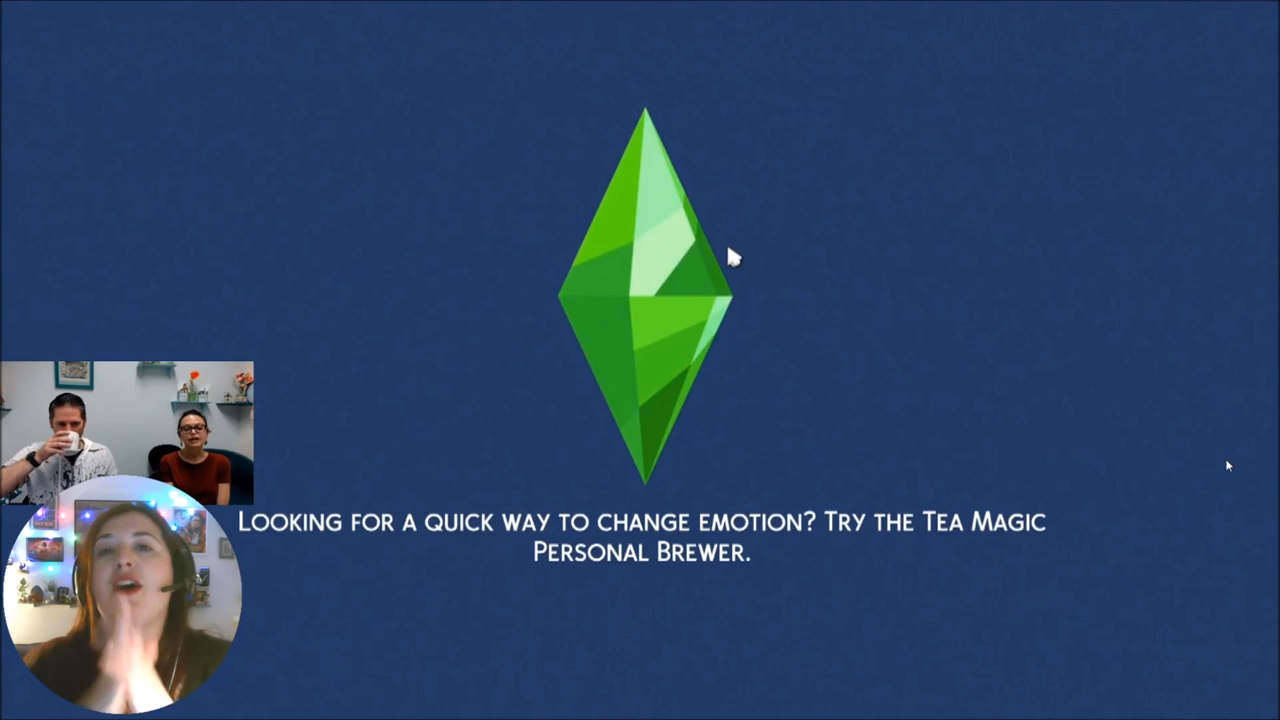 Looking for a quick way to change emotion? Try the Tea Magic
Personal Brewer.